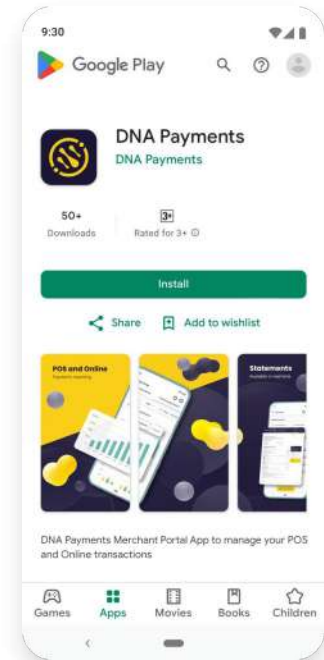 9:30
Google Play
DNA Payments
DNA Payments
50+
3+
Downloads
Rated for 3+
Install
Share
Add to wishlist
POS and Online
Statements
DNA Payments Merchant Portal App to manage your POS
and Online transactions
Games
Apps
Movies
Books
Children